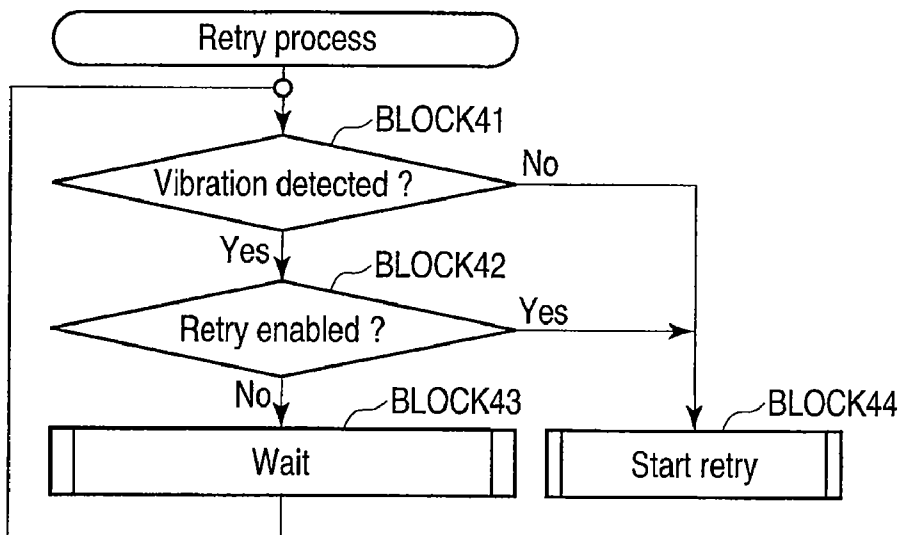 Retry process
BLOCK41
Vibration detected ?
No
Yes
BLOCK42
Retry enabled ?
Yes
No
BLOCK43
BLOCK44
Wait
Start retry